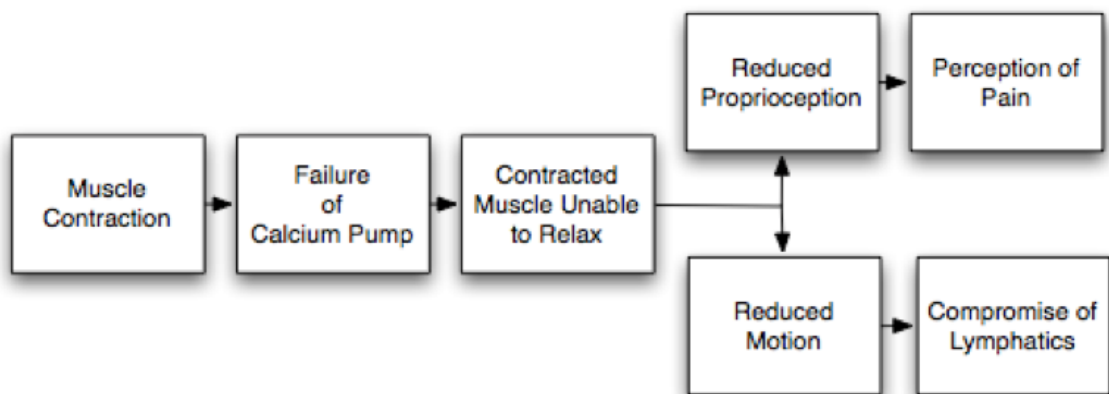 Muscle
Contraction
Failure
of
Calcium Pump
Contracted
Muscle Unable
to Relax
Reduced
Proprioception
Perception of
Pain
Reduced
Motion
Compromise of
Lymphatics